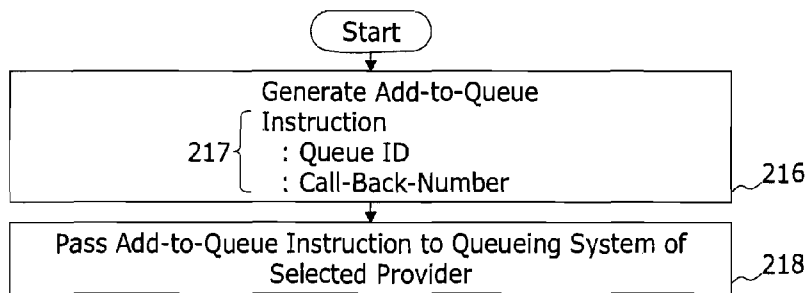 Start
Generate Add-to-Queue
Instruction
217
: Queue ID
: Call-Back-Number
216
Pass Add-to-Queue Instruction to Queueing System of
Selected Provider
218